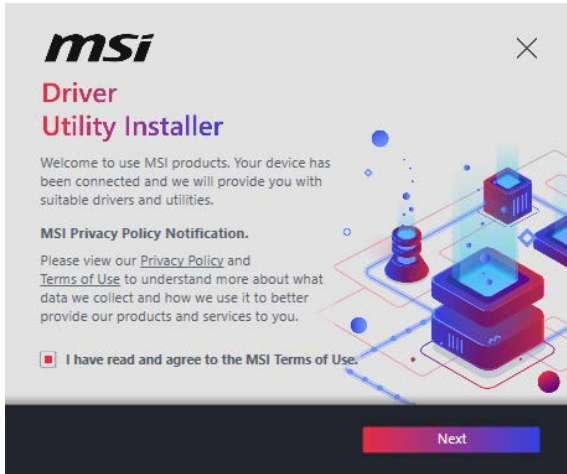 msi
Driver
Utility Installer
Welcome to use MSI products. Your device has
been connected and we will provide you with
suitable drivers and utilities.
MSI Privacy Policy Notification.
Please view our Privacy Policy and
Terms of Use to understand more about what
data we collect and how we use it to better
provide our products and services to you.
I have read and agree to the MSI Terms of Use.
Next